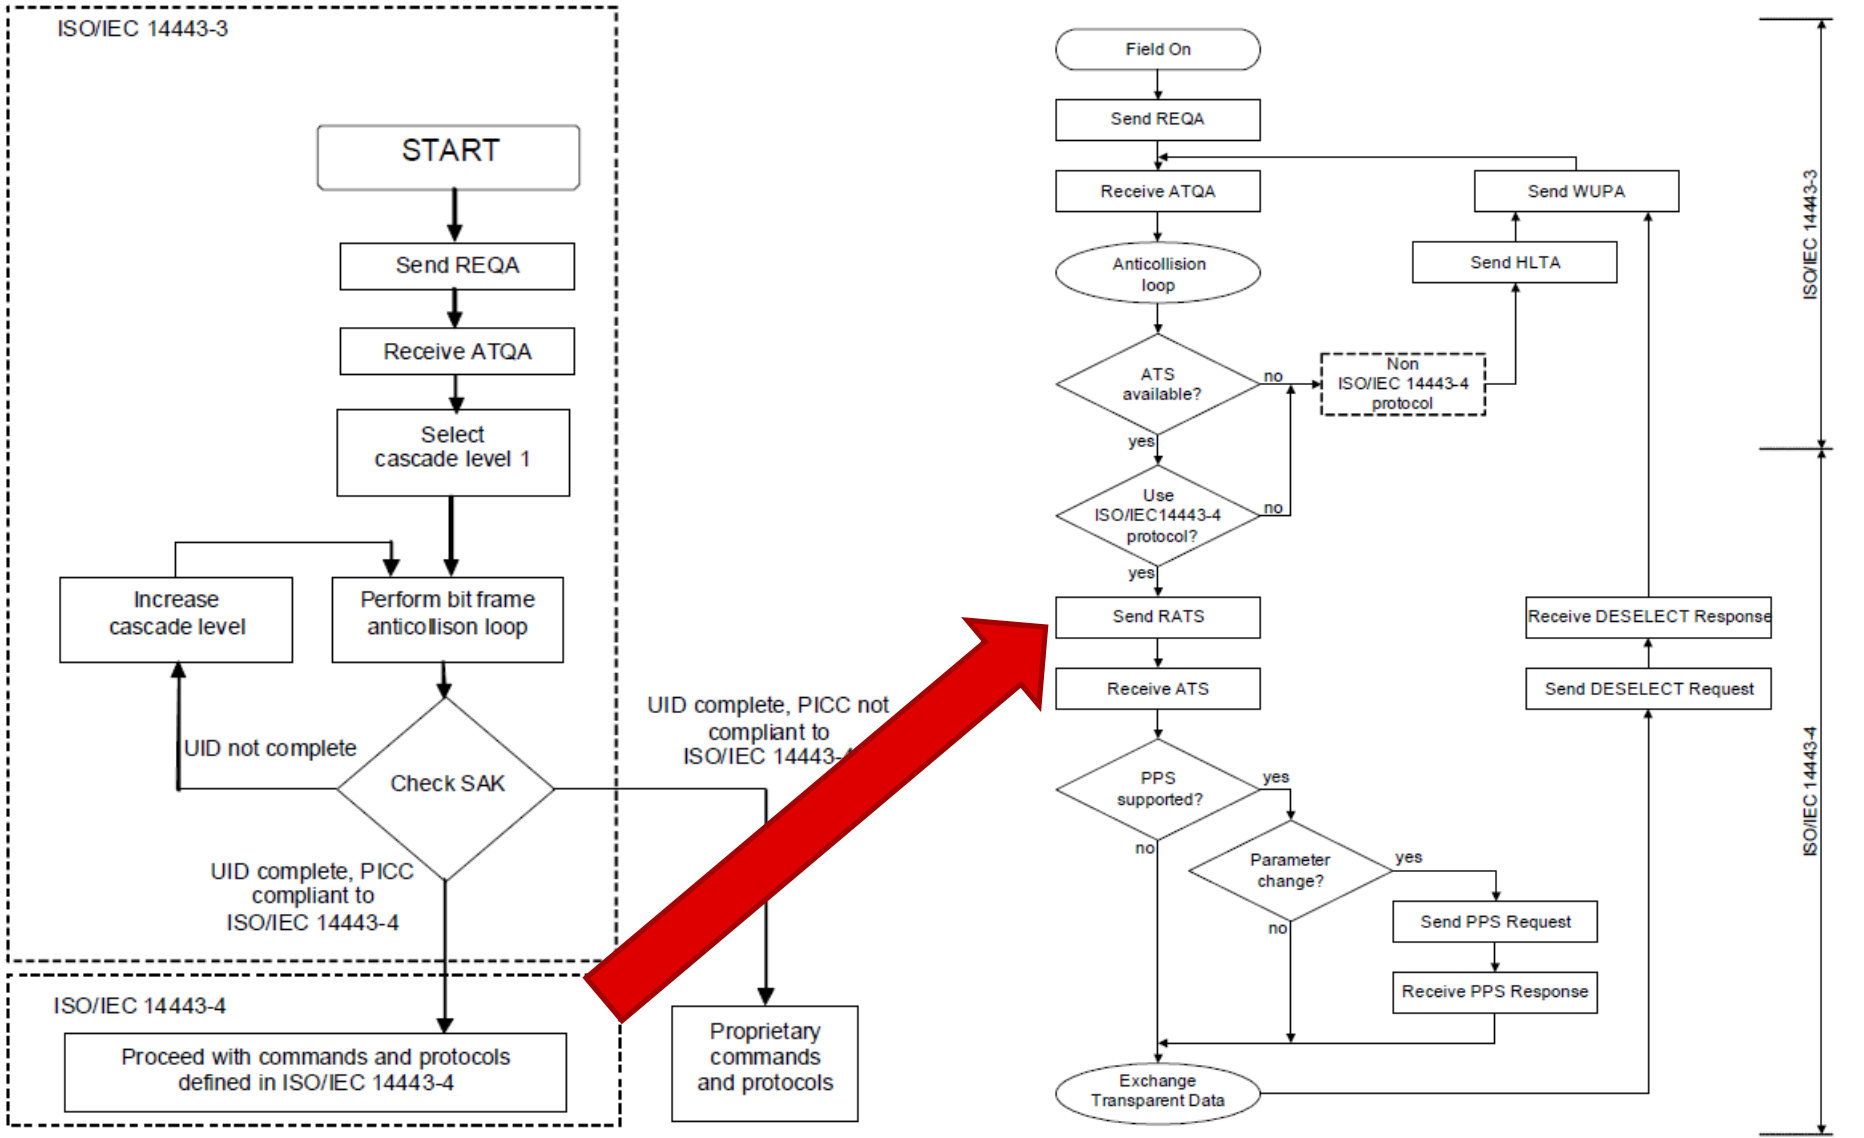 ISO/IEC 14443-3
START
Send REQA
Receive ATQA
Select
cascade level 1
Increase
cascade level
Perform bit frame
anticollison loop
UID not complete
Check SAK
UID complete, PICC not
compliant to
ISO/IEC 14443-
UID complete, PICC
compliant to
ISO/IEC 14443-4
ISO/IEC 14443-4
Proceed with commands and protocols
defined in ISO/IEC 14443-4
Proprietary
commands
and protocols
Field On
Send REQA
Receive ATQA
Send WUPA
Anticollision
loop
Send HLTA
ATS
available?
no
Non
ISO/IEC 14443-4
protocol
yes
Use
ISO/IEC14443-4
protocol?
no
yes
Send RATS
Receive DESELECT Response
Receive ATS
Send DESELECT Request
PPS
supported?
yes
no
Parameter
change?
yes
no
Send PPS Request
Receive PPS Response
Exchange
Transparent Data
ISO/IEC 14443-3
ISO/IEC 14443-4